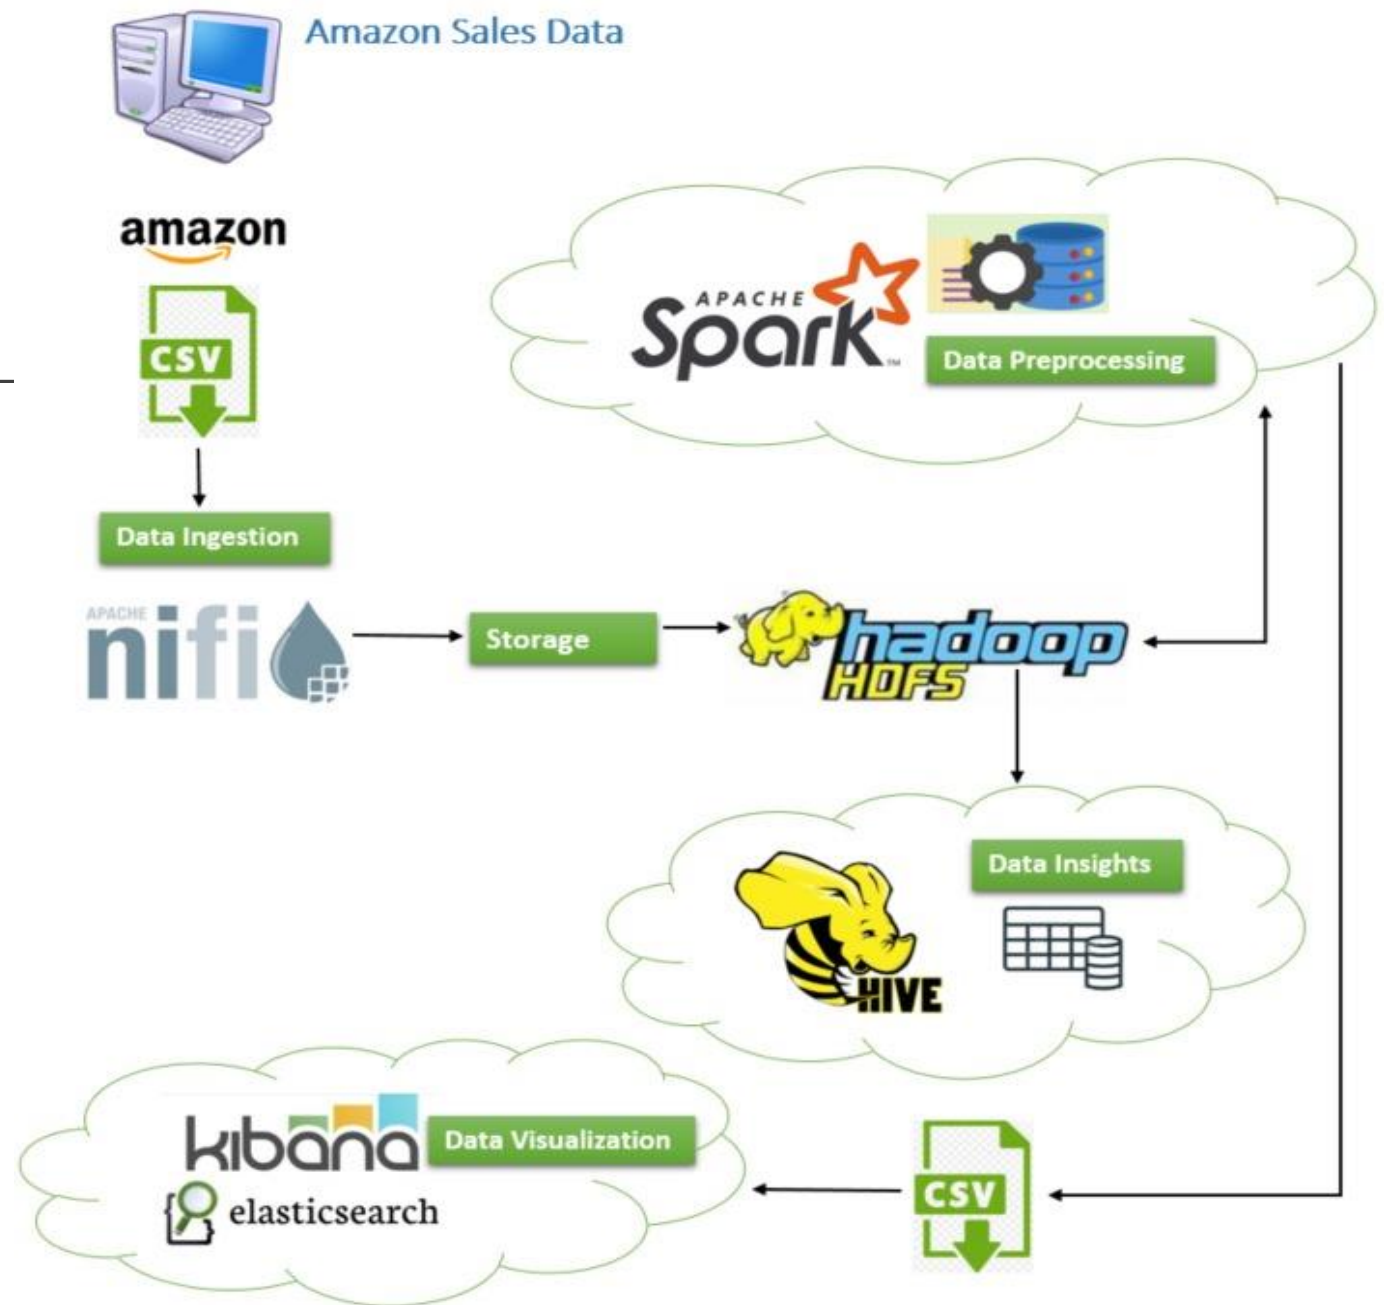 Amazon Sales Data
amazon
CSV
APACHE
Spark™
Data Preprocessing
Data Ingestion
APACHE
nifi
Storage
hadoop
HDFS
Data Insights
HIVE
kibana
Data Visualization
elasticsearch
CSV